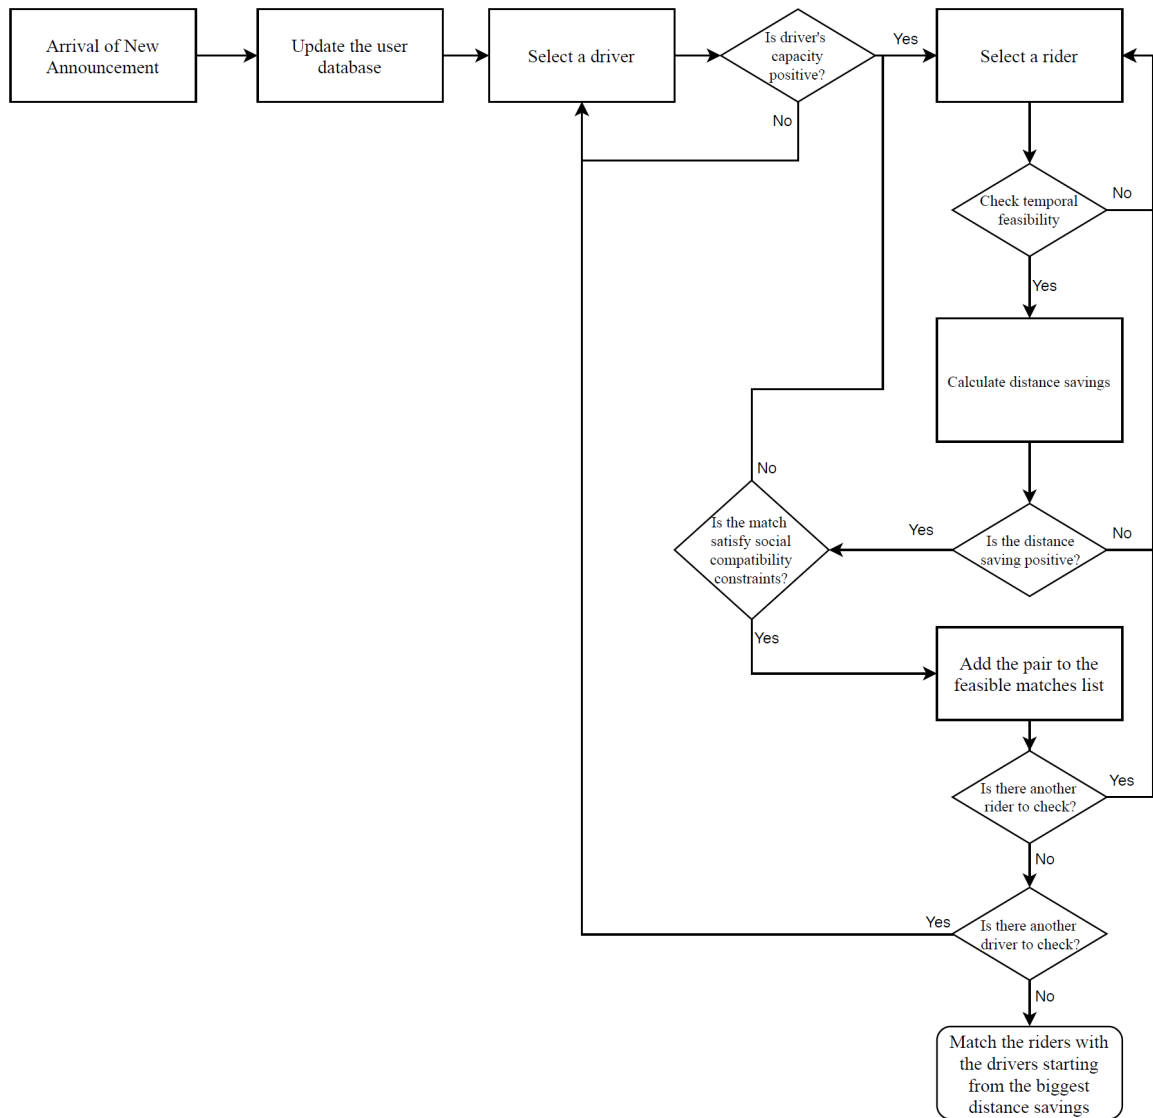 Arrival of New
Announcement
Update the user
database
Select a driver
Is driver's
capacity
positive?
Yes
Select a rider
No
Check temporal
feasibility
No
Yes
Calculate distance savings
No
Is the match
satisfy social
compatibility
constraints?
Yes
Is the distance
saving positive?
No
Yes
Add the pair to the
feasible matches list
Is there another
rider to check?
Yes
No
Yes
Is there another
driver to check?
No
Match the riders with
the drivers starting
from the biggest
distance savings